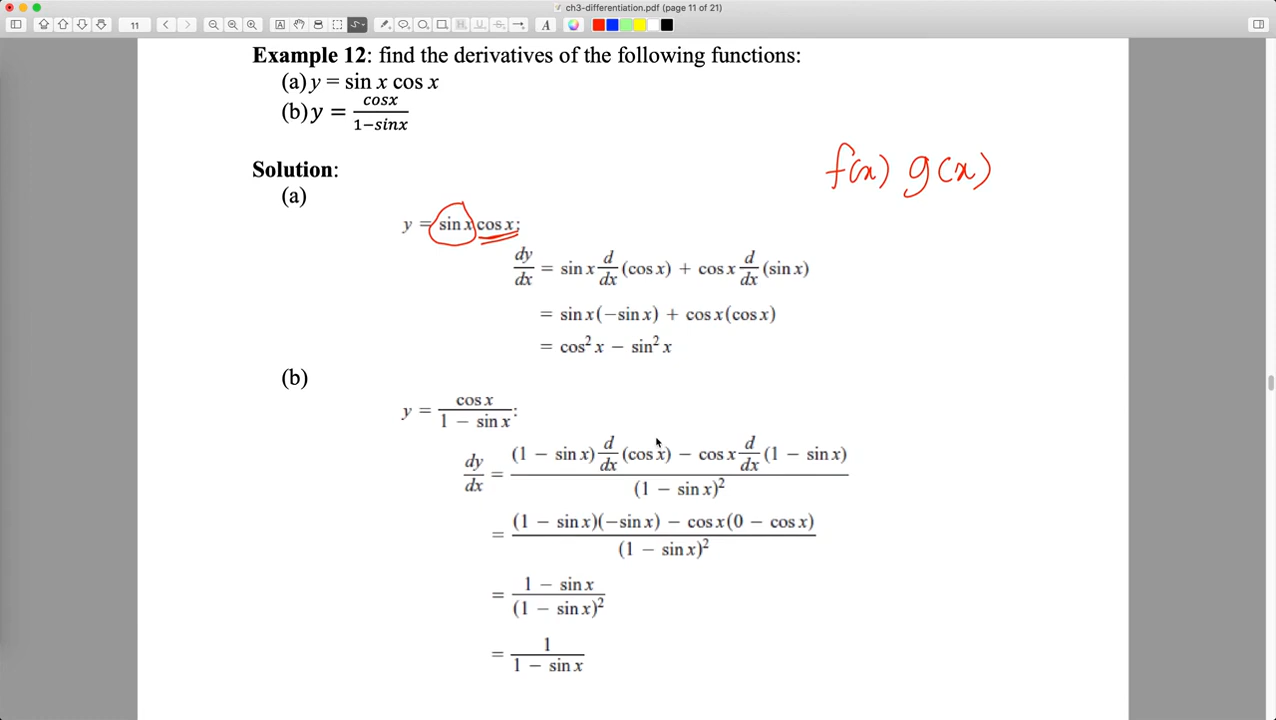 ch3-differentiation.pdf (page 11 of 21)
11
Example 12: find the derivatives of the following functions:
(a) y = sin x cos x
(b) y = cosx / 1−sinx
Solution:
f(x) g(x)
(a)
y = sin x cos x;
dy/dx = sin x d/dx (cos x) + cos x d/dx (sin x)
= sin x(−sin x) + cos x(cos x)
= cos² x − sin² x
(b)
y = cos x / 1 − sin x:
dy/dx = (1 − sin x) d/dx (cos x) − cos x d/dx (1 − sin x) / (1 − sin x)²
= (1 − sin x)(−sin x) − cos x(0 − cos x) / (1 − sin x)²
= 1 − sin x / (1 − sin x)²
= 1 / 1 − sin x